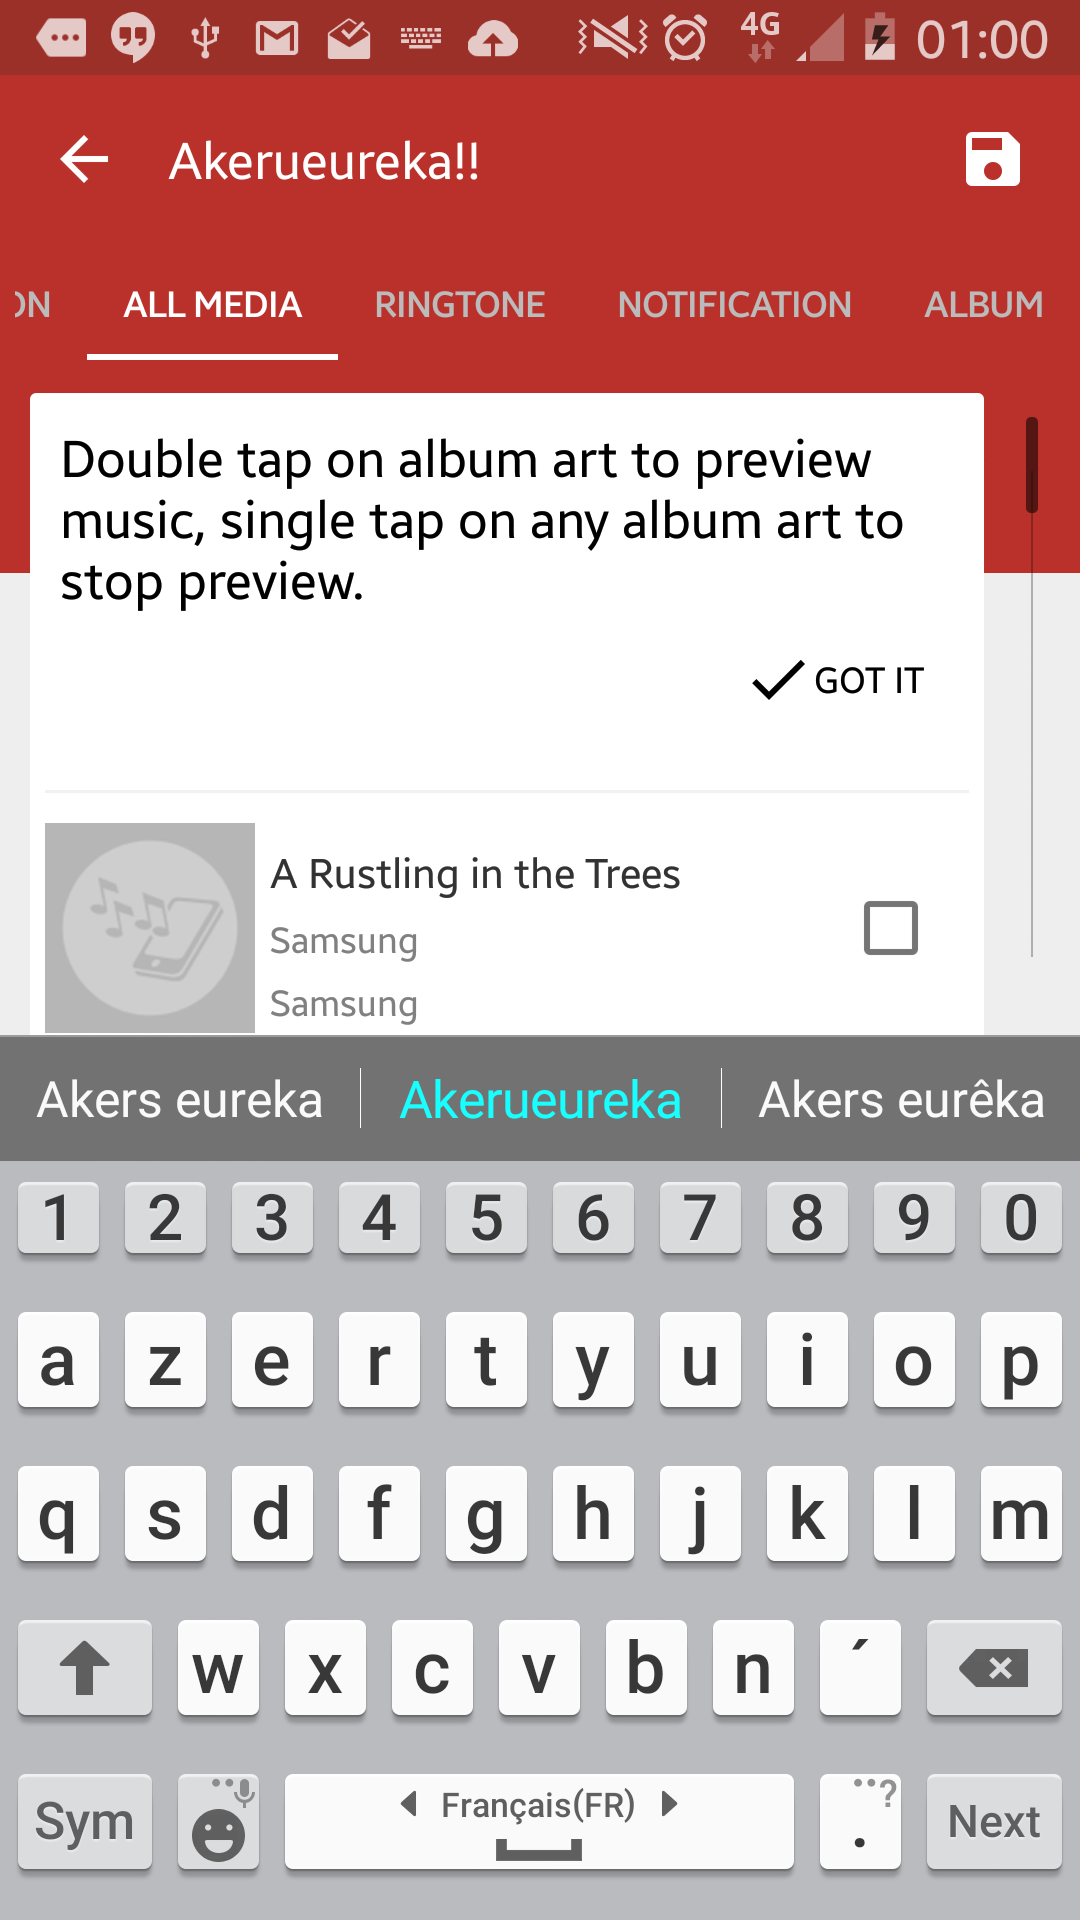 4G 01:00
Akerueureka!!
ON ALL MEDIA RINGTONE NOTIFICATION ALBUM
Double tap on album art to preview
music, single tap on any album art to
stop preview.
GOT IT
A Rustling in the Trees
Samsung
Samsung
Akers eureka Akerueureka Akers eurêka
1 2 3 4 5 6 7 8 9 0
a z e r t y u i o p
q s d f g h j k l m
w x c v b n ´
Sym Français(FR) . ? Next